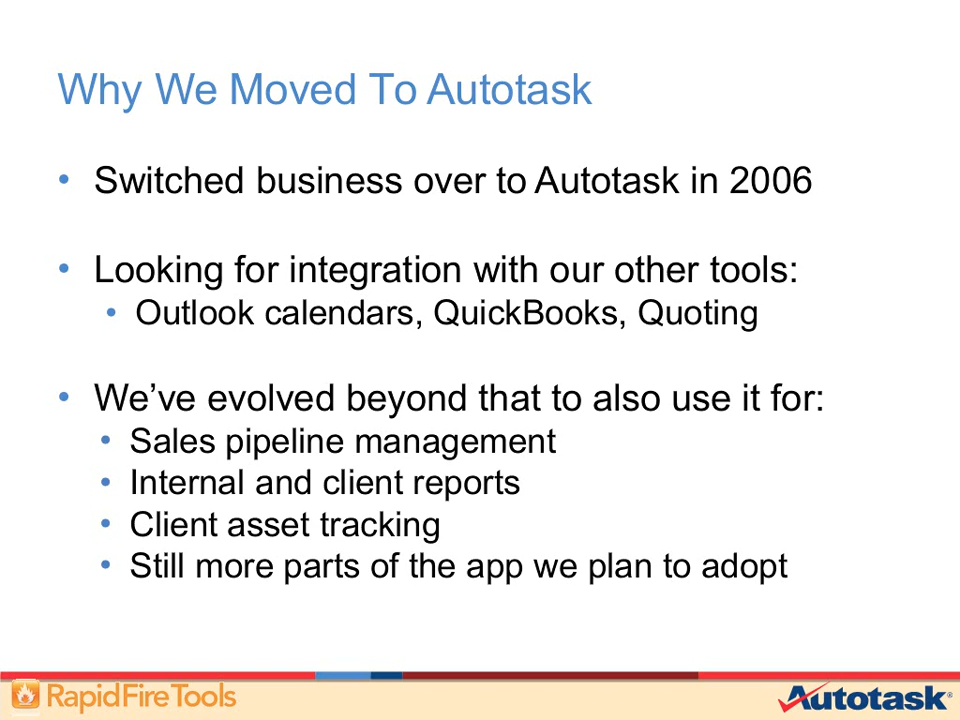 Why We Moved To Autotask
• Switched business over to Autotask in 2006
• Looking for integration with our other tools:
• Outlook calendars, QuickBooks, Quoting
• We’ve evolved beyond that to also use it for:
• Sales pipeline management
• Internal and client reports
• Client asset tracking
• Still more parts of the app we plan to adopt
RapidFireTools
Autotask®